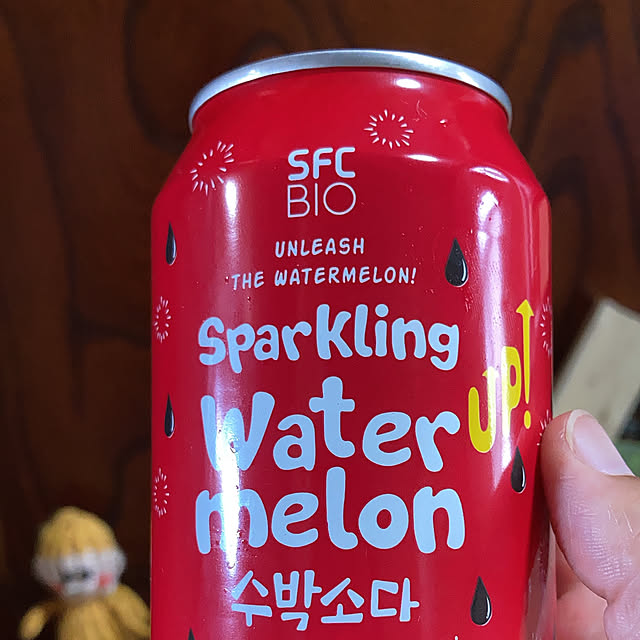 SFC
BIO
UNLEASH
THE WATERMELON!
Sparkling
Water
melon
UP!
수박소다